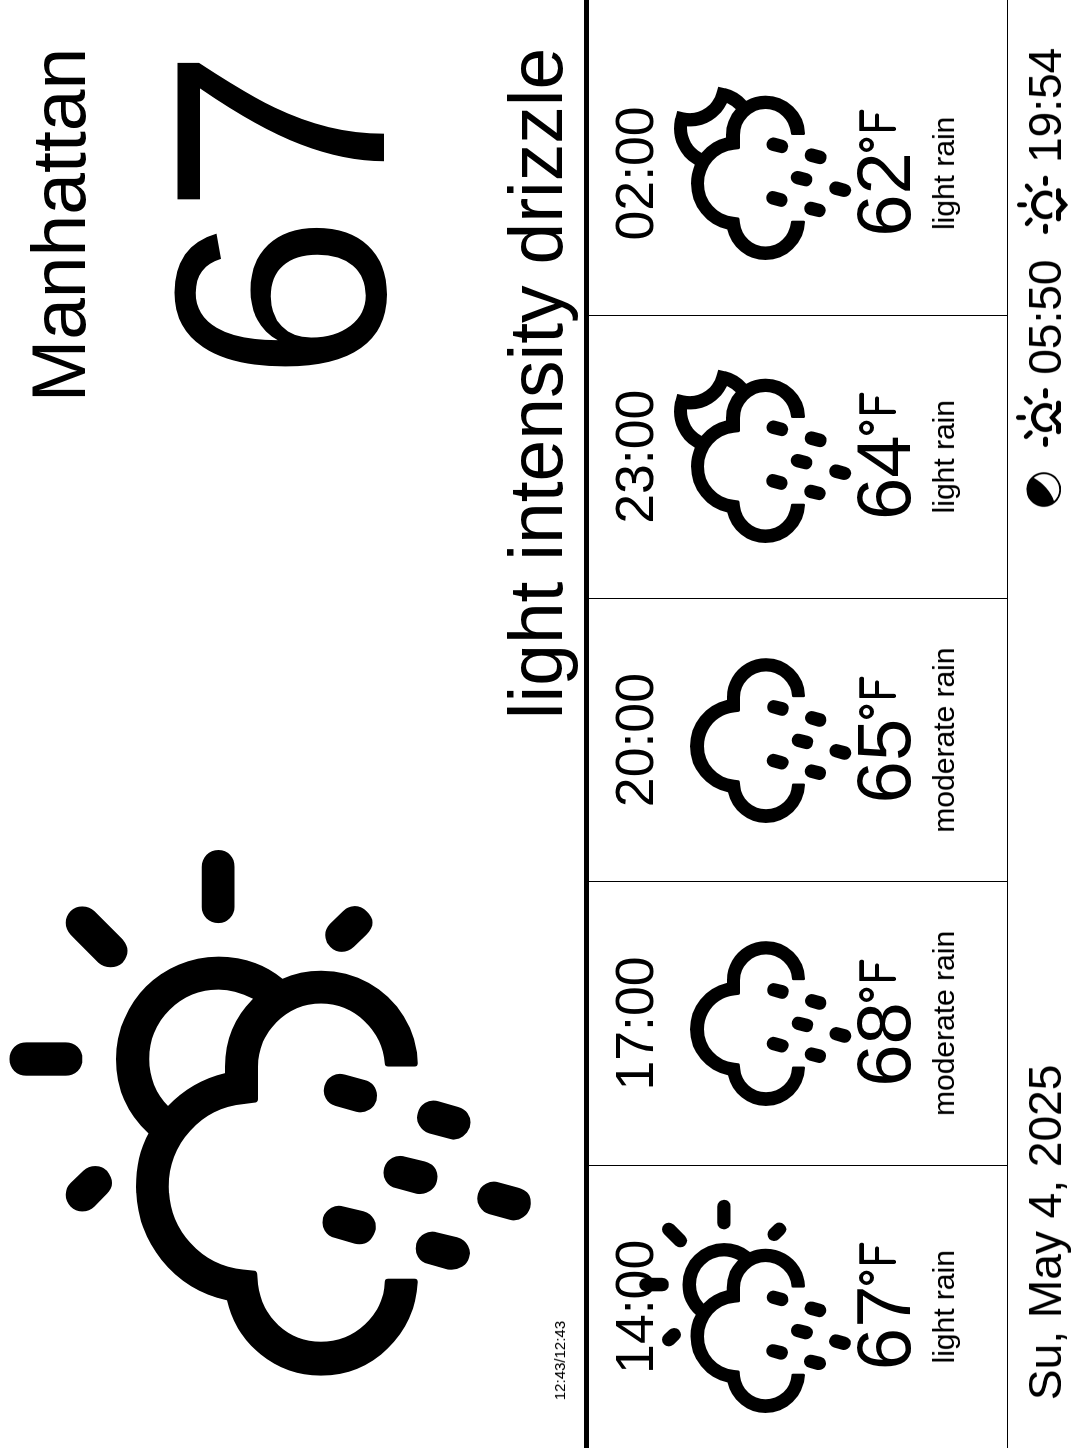 Manhattan
67
light intensity drizzle
12:43/12:43
14:00 17:00 20:00 23:00 02:00
67°F 68°F 65°F 64°F 62°F
light rain moderate rain moderate rain light rain light rain
Su, May 4, 2025 05:50 19:54